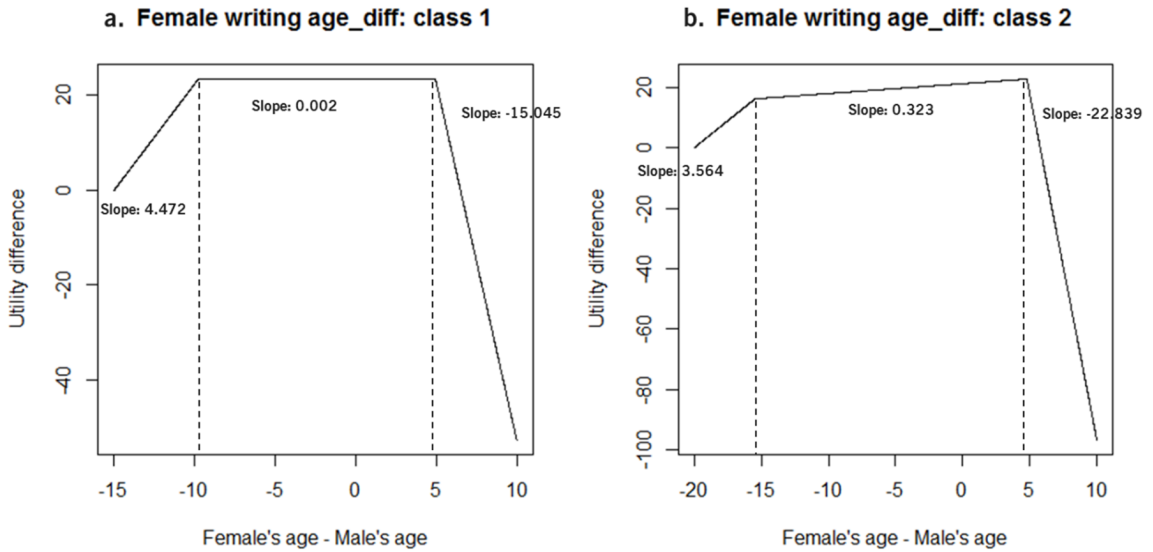 a. Female writing age_diff: class 1
Utility difference
20
0
-20
-40
Slope: 0.002
Slope: -15.045
Slope: 4.472
-15 -10 -5 0 5 10
Female's age - Male's age
b. Female writing age_diff: class 2
Utility difference
20
0
-20
-40
-60
-80
-100
Slope: 0.323
Slope: -22.839
Slope: 3.564
-20 -15 -10 -5 0 5 10
Female's age - Male's age